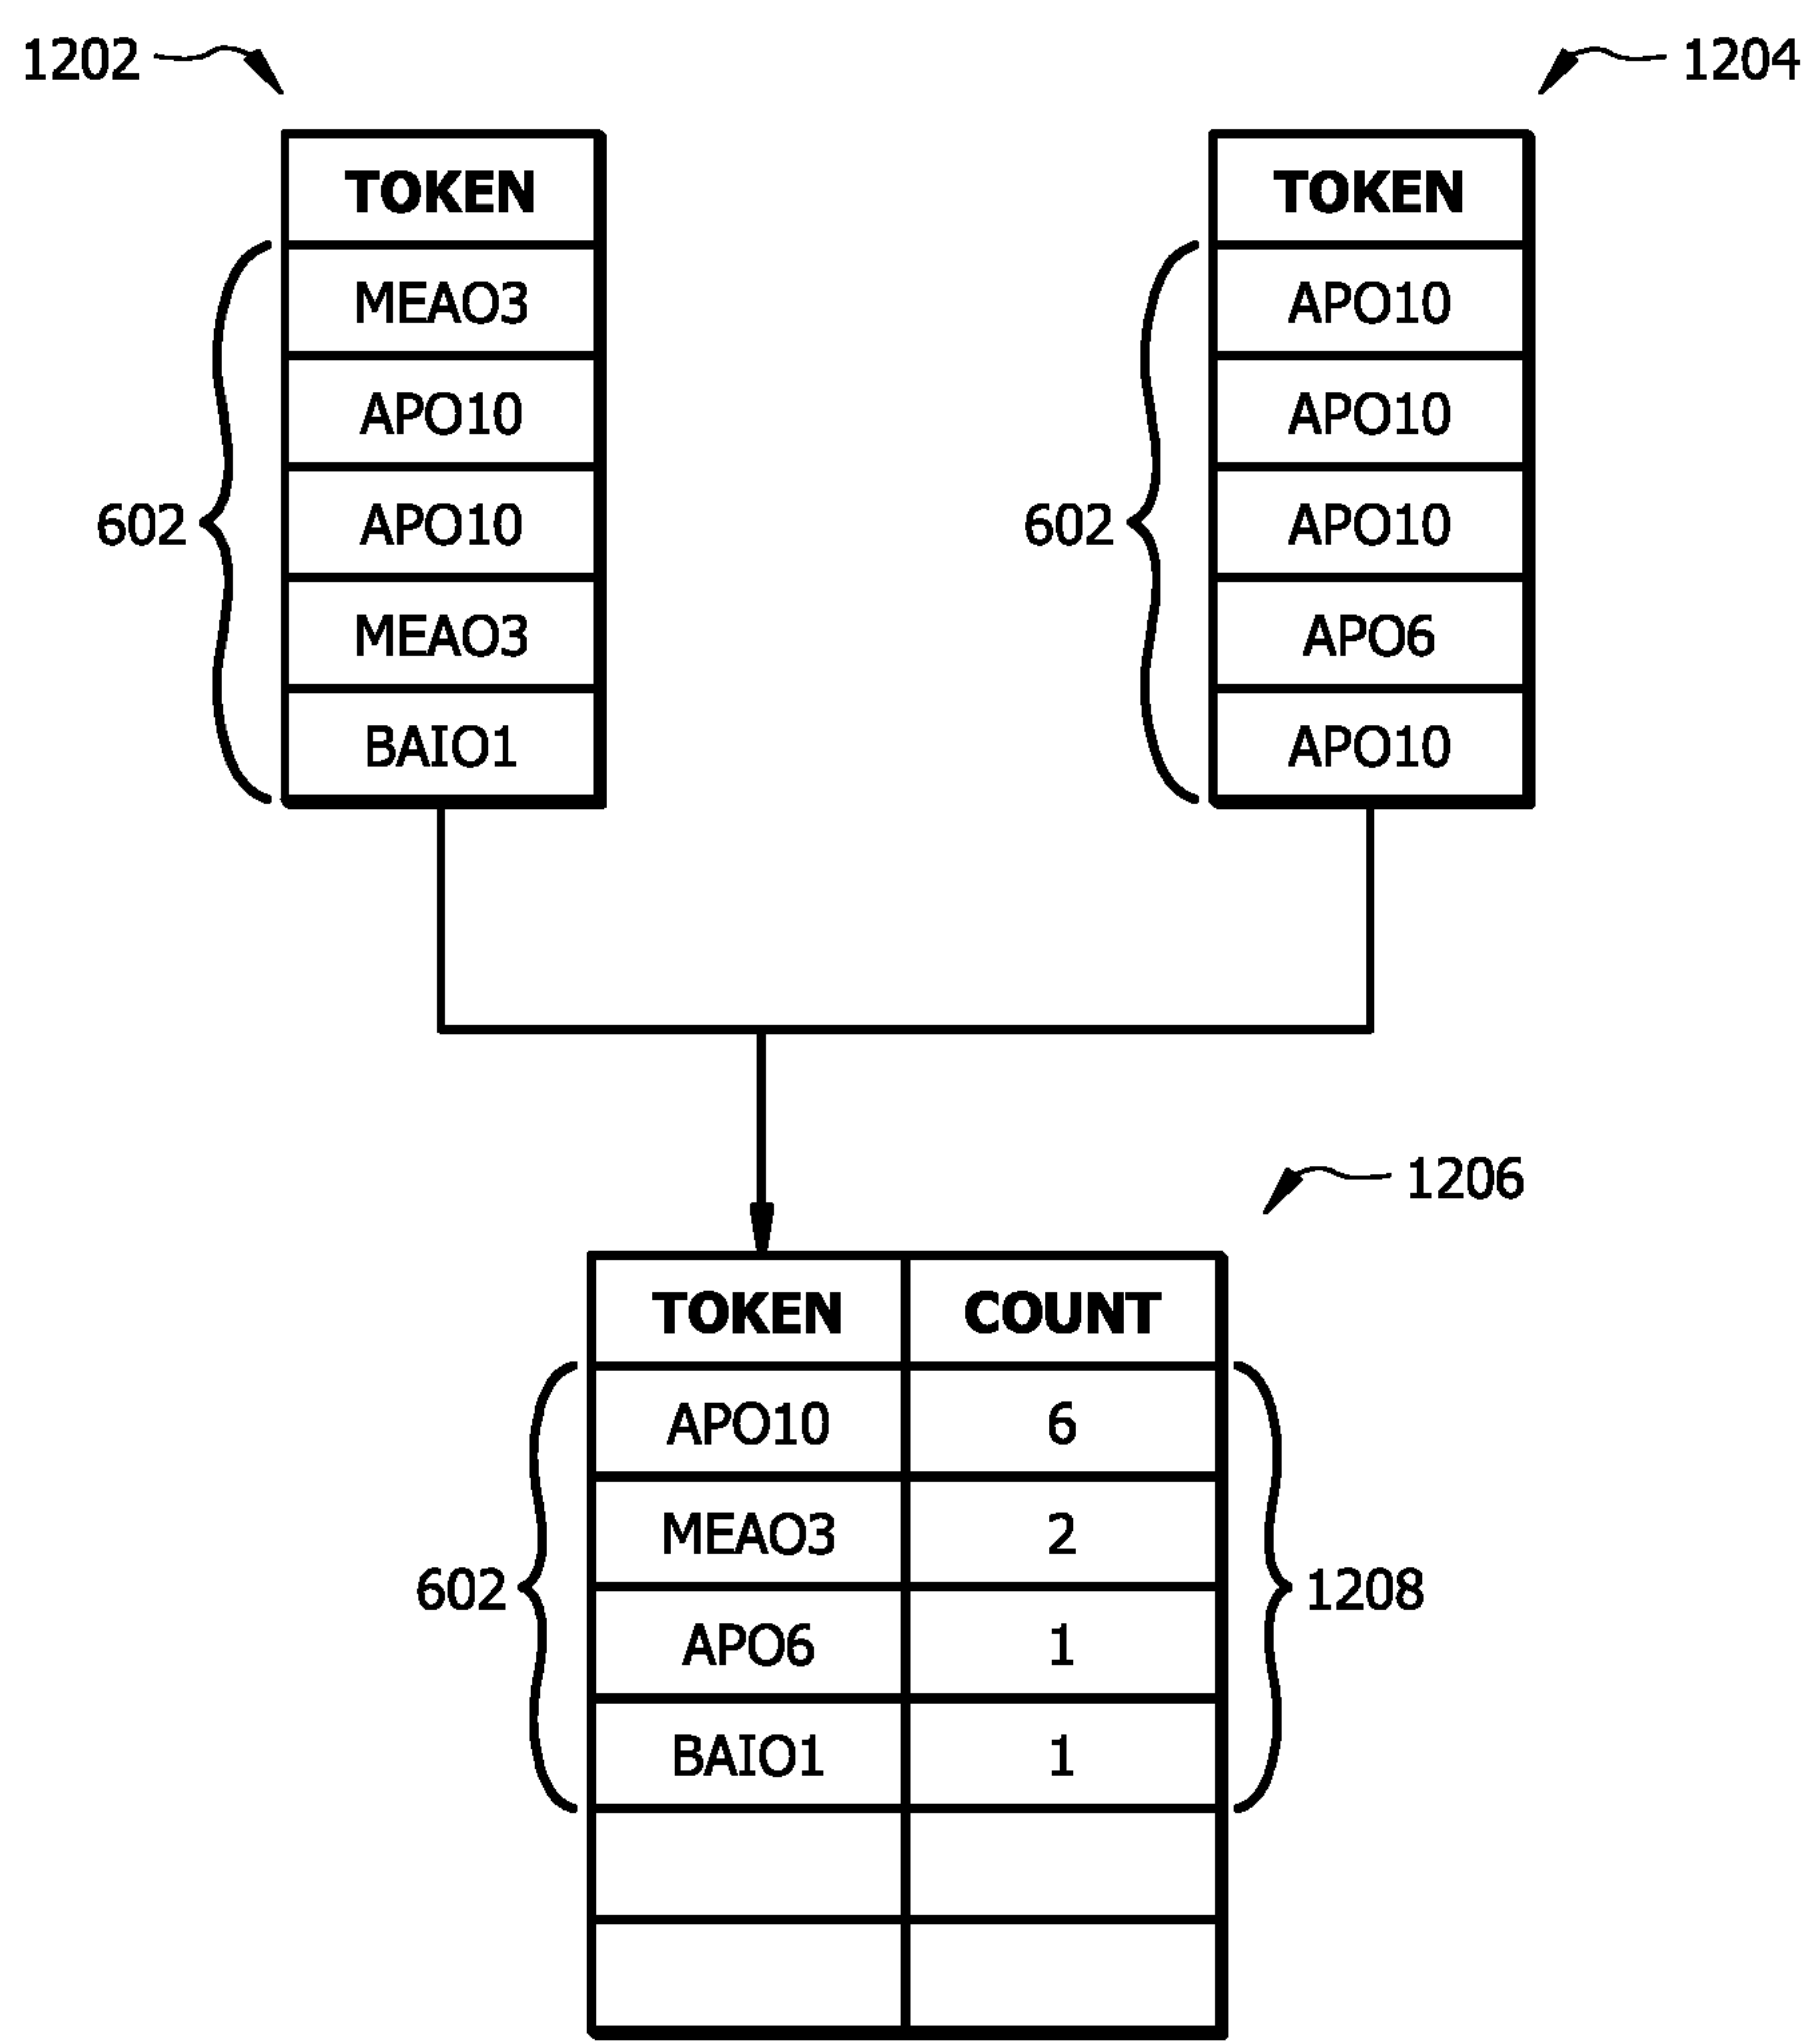 1202
1204
TOKEN
MEAO3
APO10
APO10
MEAO3
BAIO1
602
TOKEN
APO10
APO10
APO10
APO6
APO10
602
1206
TOKEN COUNT
APO10 6
MEAO3 2
APO6 1
BAIO1 1
602
1208